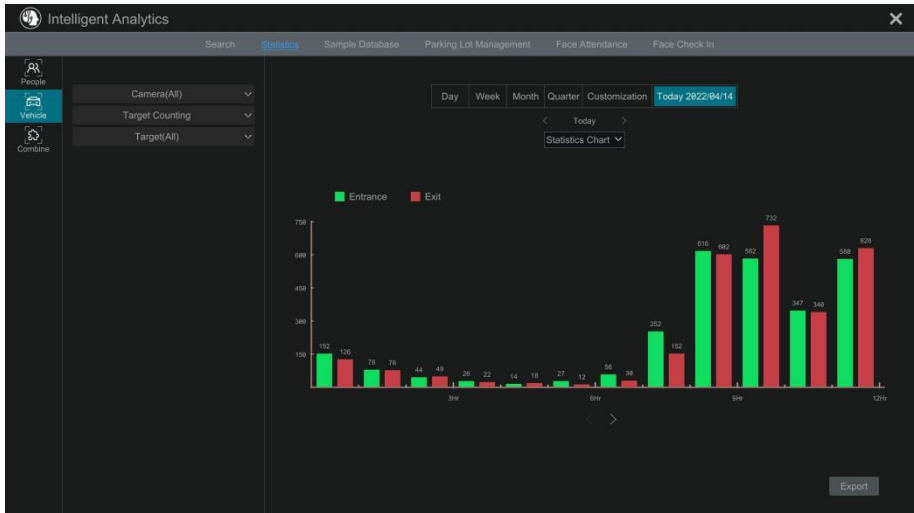 Intelligent Analytics
Search Statistics Sample Database Parking Lot Management Face Attendance Face Check In
People
Vehicle
Combine
Camera(All)
Target Counting
Target(All)
Day Week Month Quarter Customization Today 2022/04/14
< Today >
Statistics Chart
Entrance Exit
750
600
450
300
150
152 126 78 76 44 49 26 22 14 18 27 12 56 30 252 152 616 602 582 732 347 340 580 628
3Hr 6Hr 9Hr 12Hr
< >
Export